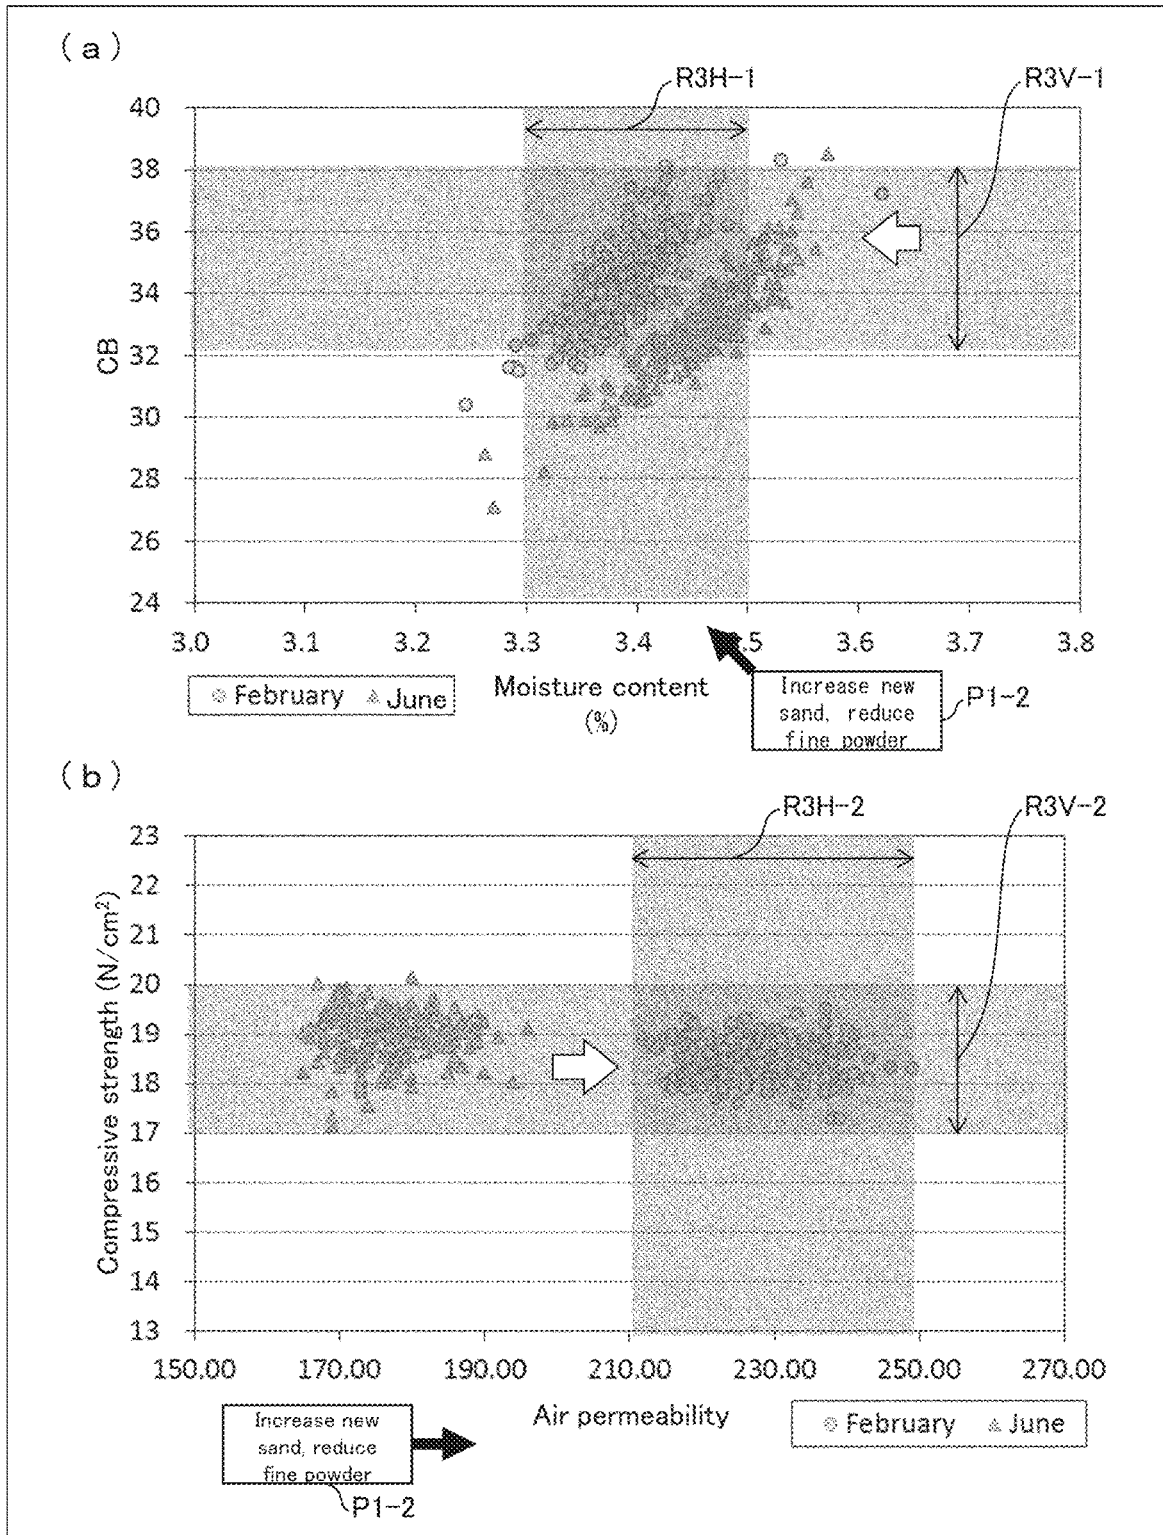 (a)
R3H-1
R3V-1
40
38
36
34
32
30
28
26
24
CB
3.0 3.1 3.2 3.3 3.4 3.5 3.6 3.7 3.8
February June
Moisture content
(%)
Increase new
sand, reduce
fine powder
P1-2
(b)
R3H-2
R3V-2
23
22
21
20
19
18
17
16
15
14
13
Compressive strength (N/cm²)
150.00 170.00 190.00 210.00 230.00 250.00 270.00
Increase new
sand, reduce
fine powder
P1-2
Air permeability
February June